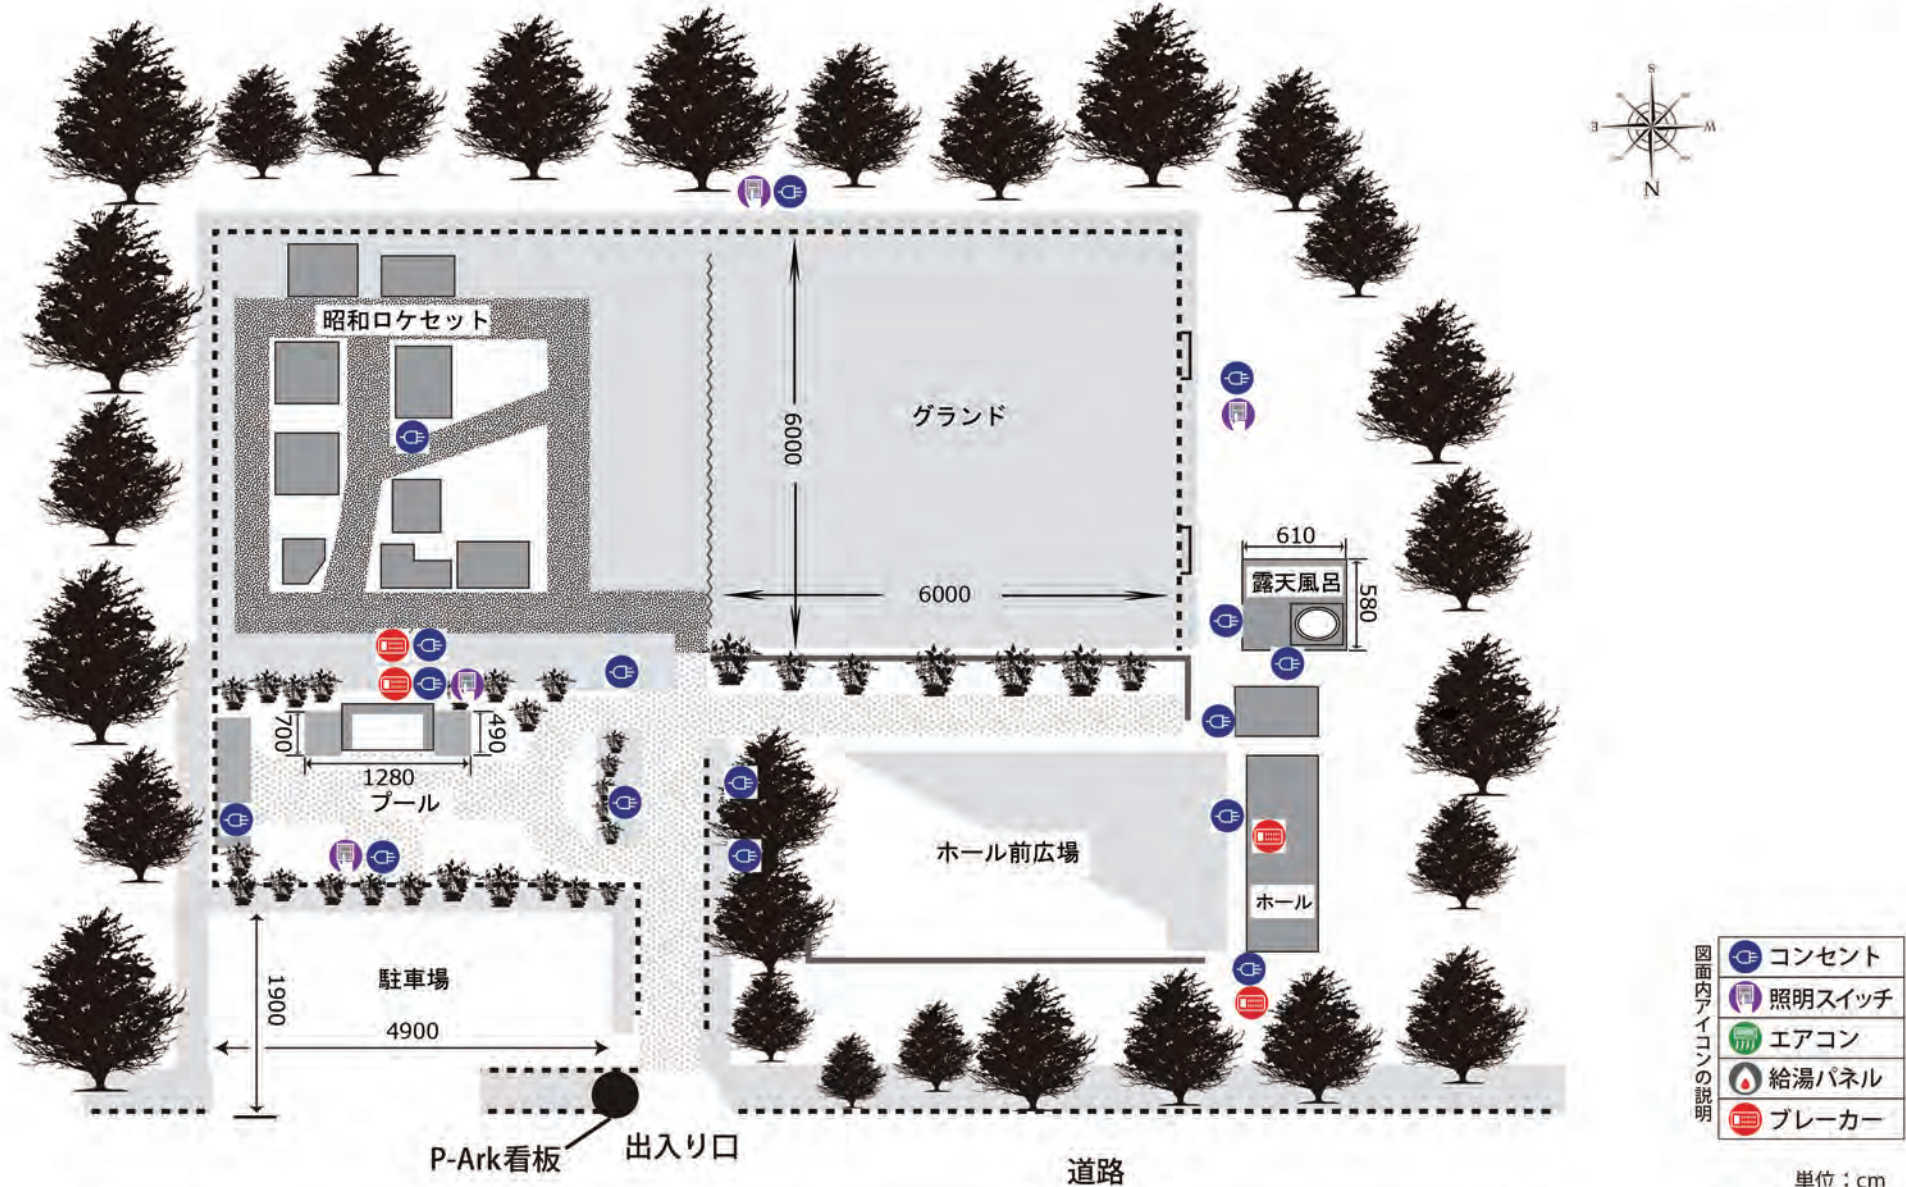 S
E
W
N
昭和ロケセット
6000
グランド
6000
610
露天風呂
580
700
490
1280
プール
ホール前広場
ホール
駐車場
1900
4900
P-Ark看板
出入り口
道路
図面内アイコンの説明
コンセント
照明スイッチ
エアコン
給湯パネル
ブレーカー
単位：cm